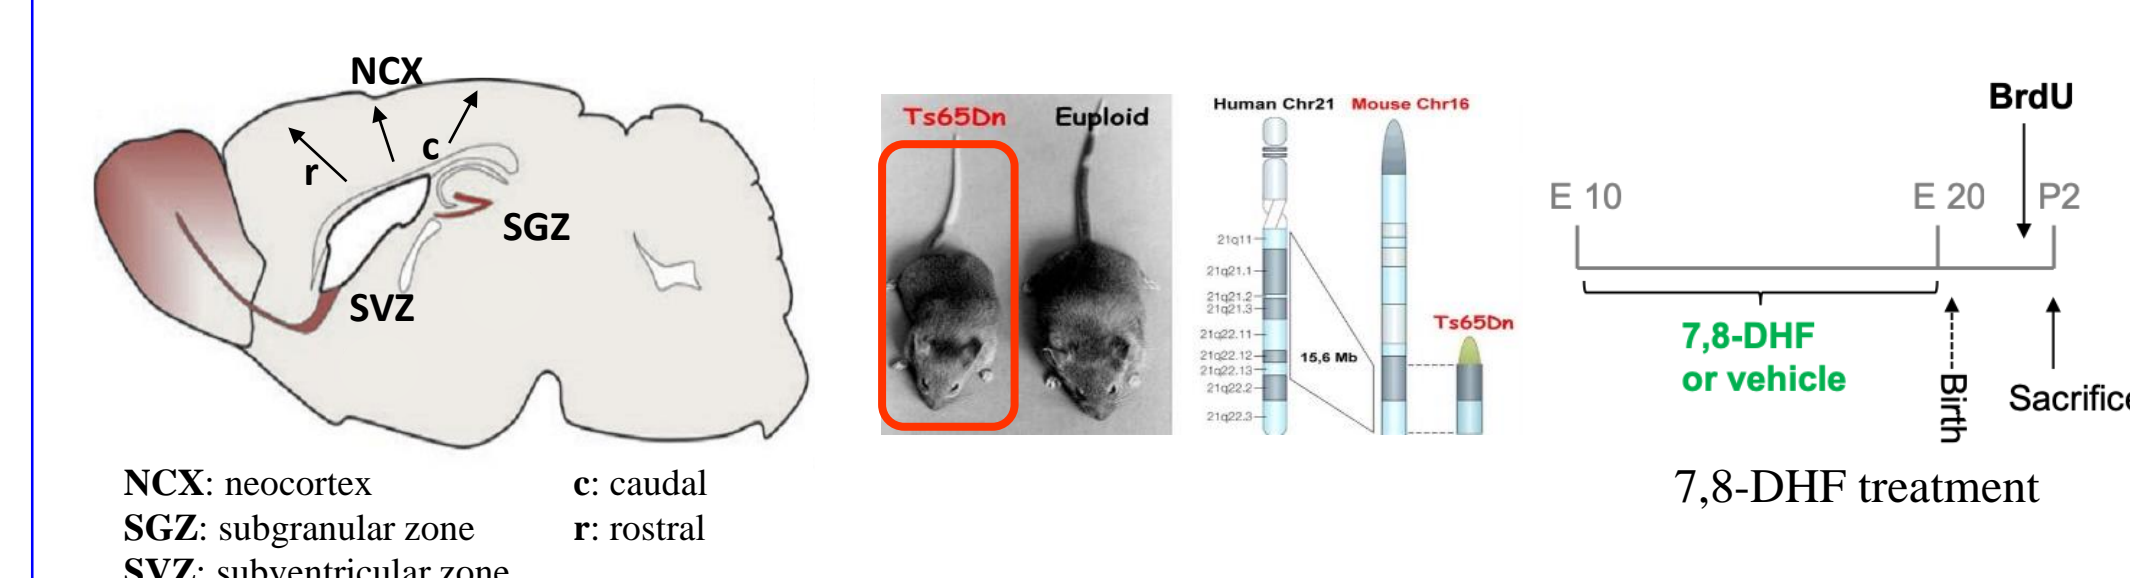 NCX
c
r
SGZ
SVZ
NCX: neocortex
SGZ: subgranular zone
SVZ: subventricular zone
c: caudal
r: rostral
Ts65Dn
Euploid
Human Chr21
Mouse Chr16
21q11
21q21.1
21q21.2
21q21.3
21q22.11
21q22.12
21q22.13
21q22.2
21q22.3
15,6 Mb
Ts65Dn
BrdU
E 10
E 20
P2
7,8-DHF
or vehicle
Birth
Sacrifice
7,8-DHF treatment